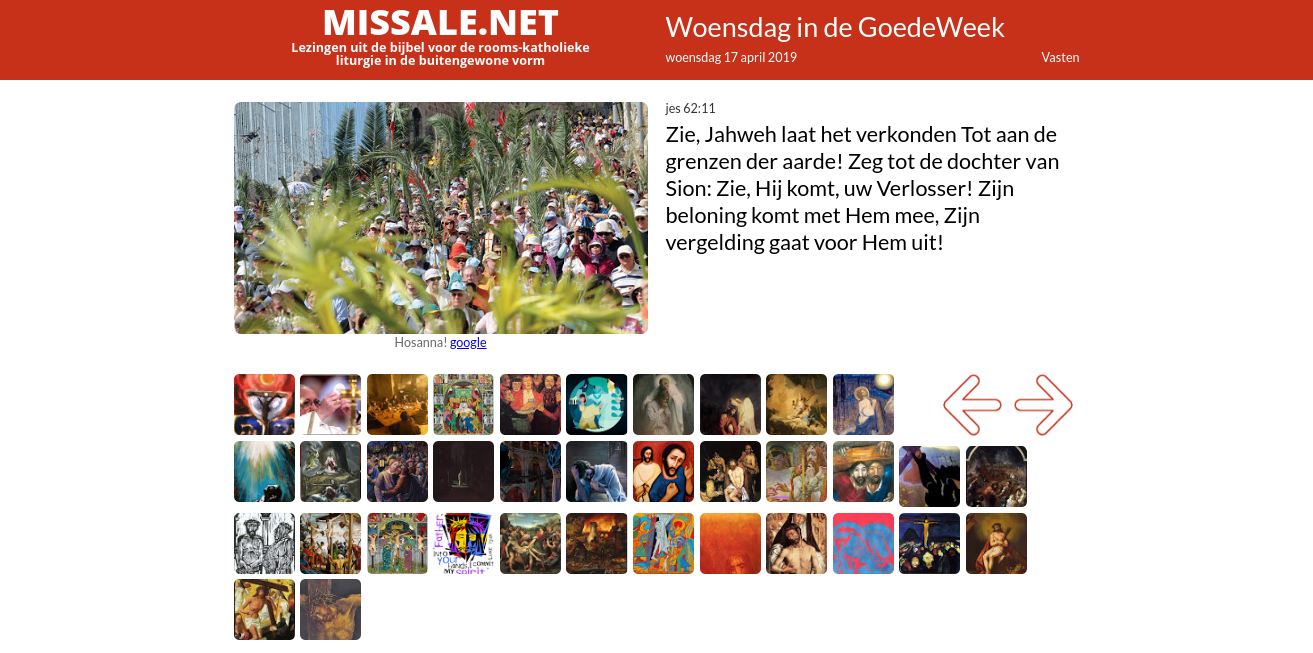 MISSALE.NET
Lezingen uit de bijbel voor de rooms-katholieke
liturgie in de buitengewone vorm
Woensdag in de GoedeWeek
woensdag 17 april 2019
Vasten
jes 62:11
Zie, Jahweh laat het verkonden Tot aan de
grenzen der aarde! Zeg tot de dochter van
Sion: Zie, Hij komt, uw Verlosser! Zijn
beloning komt met Hem mee, Zijn
vergelding gaat voor Hem uit!
Hosanna! google
Father
into
your
hands I commit
my spirit